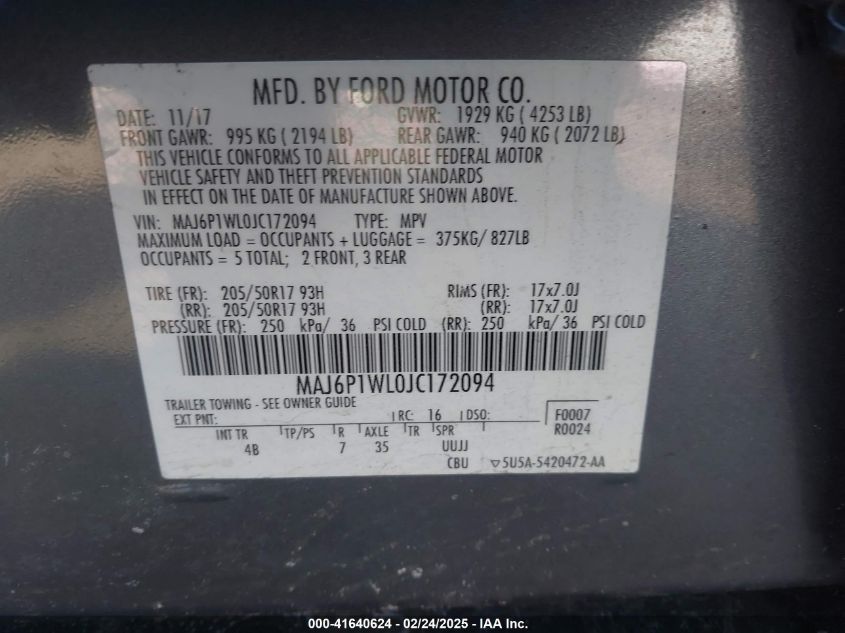 MFD. BY FORD MOTOR CO.
DATE: 11/17 GVWR: 1929 KG ( 4253 LB)
FRONT GAWR: 995 KG ( 2194 LB) REAR GAWR: 940 KG ( 2072 LB)
THIS VEHICLE CONFORMS TO ALL APPLICABLE FEDERAL MOTOR
VEHICLE SAFETY AND THEFT PREVENTION STANDARDS
IN EFFECT ON THE DATE OF MANUFACTURE SHOWN ABOVE.
VIN: MAJ6P1WL0JC172094 TYPE: MPV
MAXIMUM LOAD = OCCUPANTS + LUGGAGE = 375KG/ 827LB
OCCUPANTS = 5 TOTAL; 2 FRONT, 3 REAR
TIRE (FR): 205/50R17 93H RIMS (FR): 17x7.0J
(RR): 205/50R17 93H (RR): 17x7.0J
PRESSURE (FR): 250 kPa/ 36 PSI COLD (RR): 250 kPa/ 36 PSI COLD
MAJ6P1WL0JC172094
TRAILER TOWING - SEE OWNER GUIDE
EXT PNT: RC: 16 DSO: F0007
R0024
INT TR TP/PS R AXLE TR SPR
4B 7 35 UUJJ
CBU ▽5U5A-5420472-AA
000-41640624 - 02/24/2025 - IAA Inc.